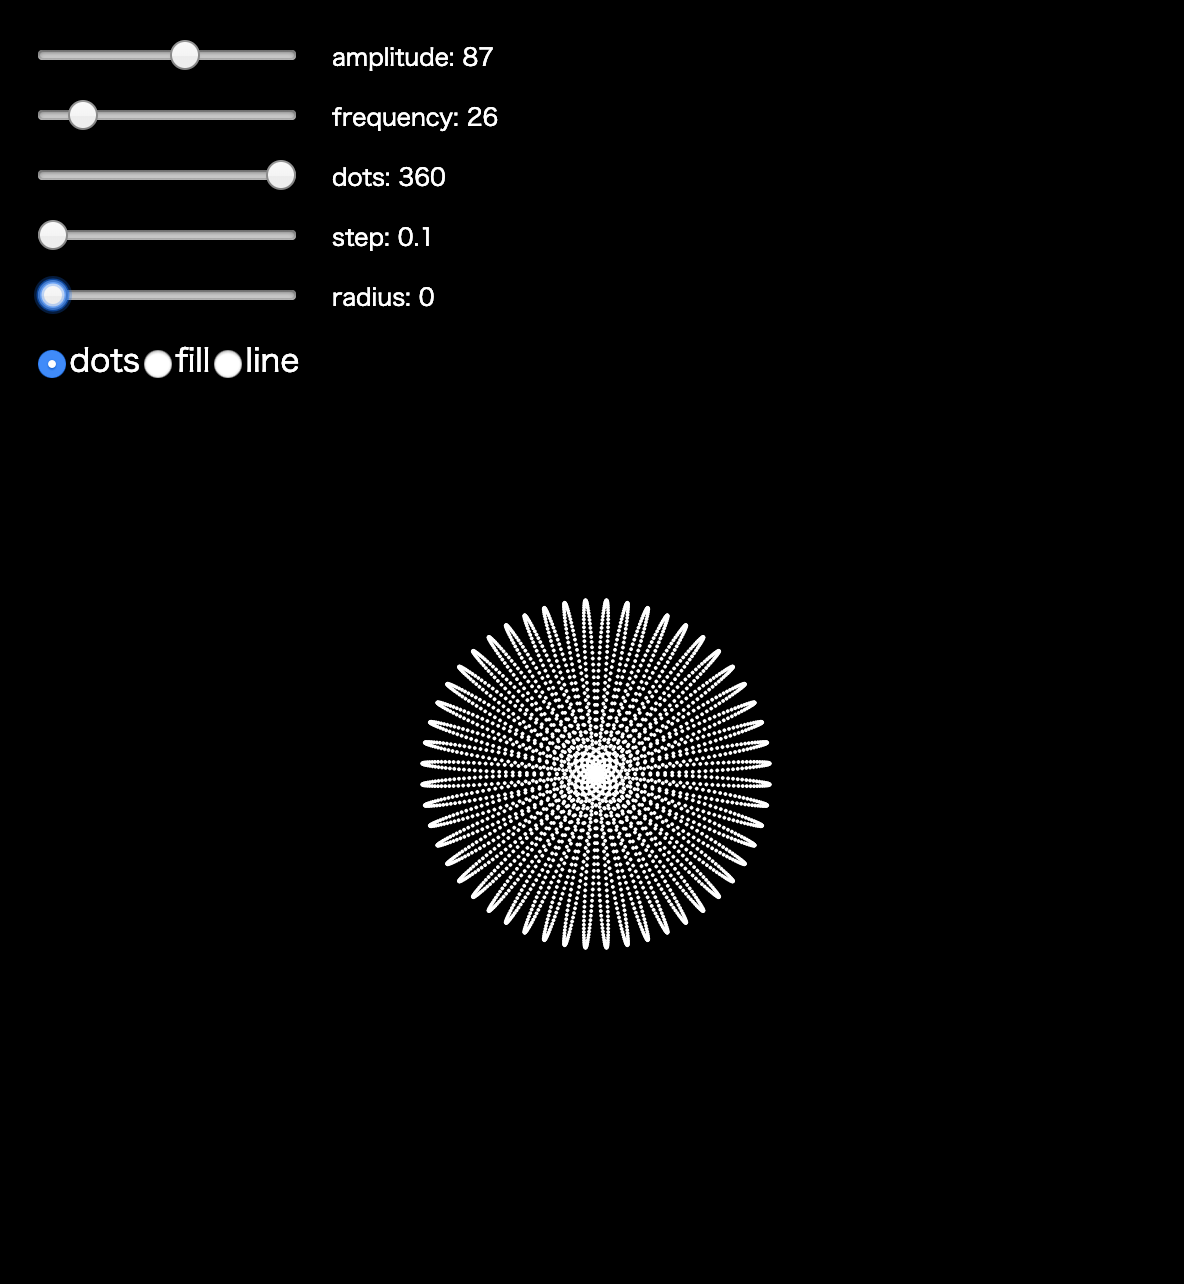 amplitude: 87
frequency: 26
dots: 360
step: 0.1
radius: 0
dots fill line